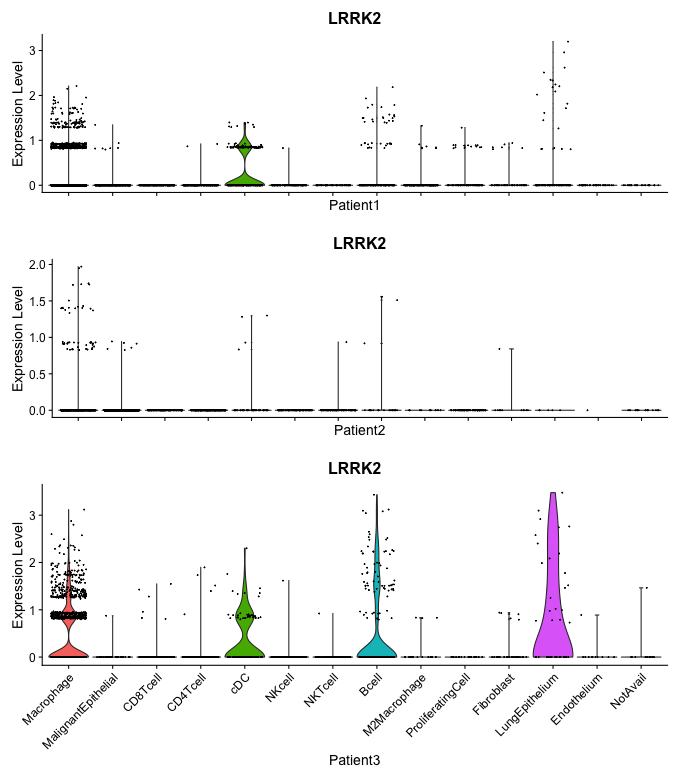 LRRK2
Expression Level
3
2
1
0
Patient1
LRRK2
Expression Level
2.0
1.5
1.0
0.5
0.0
Patient2
LRRK2
Expression Level
3
2
1
0
Macrophage
MalignantEpithelial
CD8Tcell
CD4Tcell
cDC
NKcell
NKTcell
Bcell
M2Macrophage
ProliferatingCell
Fibroblast
LungEpithelium
Endothelium
NotAvail
Patient3